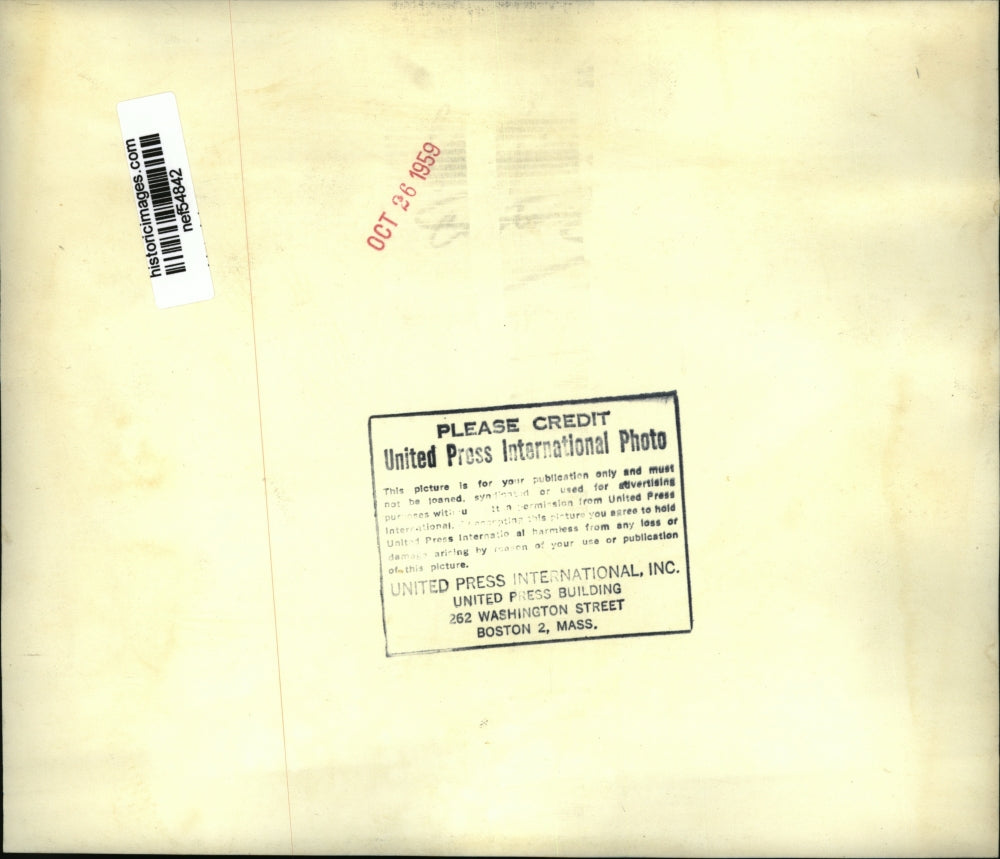 historicimages.com
nef54842
OCT 26 1959
PLEASE CREDIT
United Press International Photo
This picture is for your publication only and must
not be loaned, or used for advertising
permission from United Press
this picture you agree to hold
harmless from any loss or
arising by of your use or publication
of this picture.
UNITED PRESS INTERNATIONAL, INC.
UNITED PRESS BUILDING
262 WASHINGTON STREET
BOSTON 2, MASS.